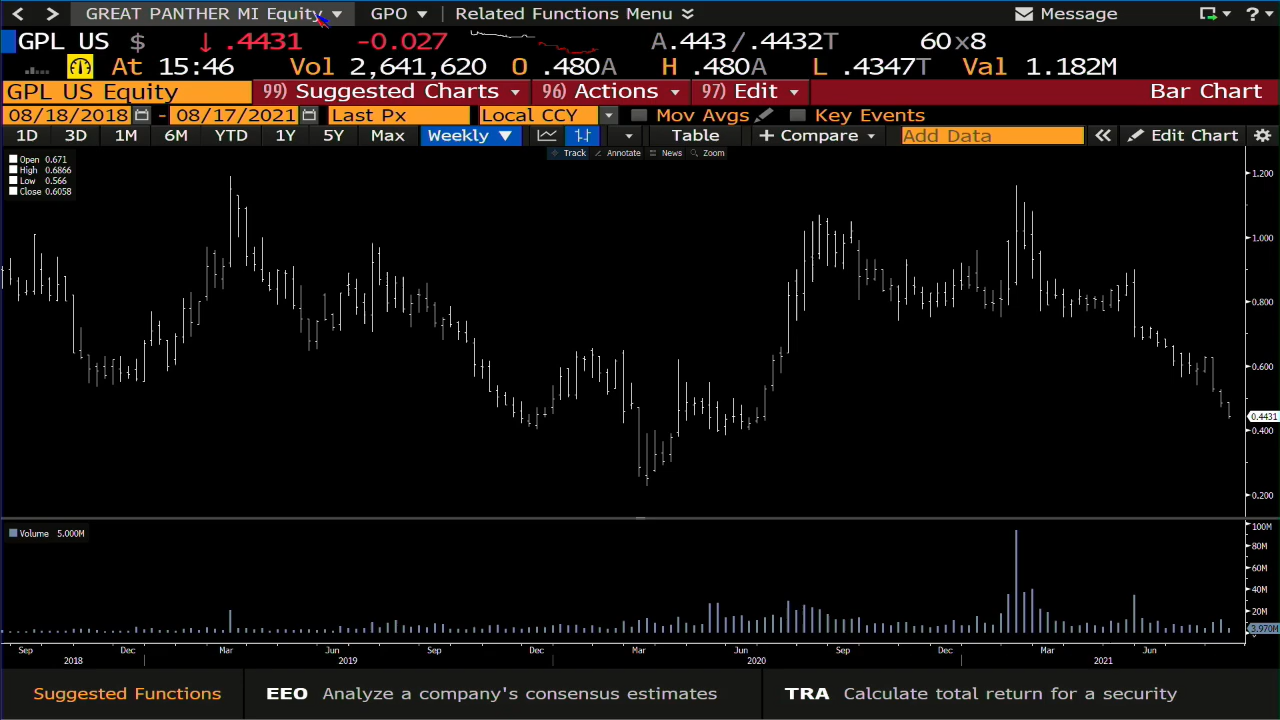 < > GREAT PANTHER MI Equity GPO Related Functions Menu Message ?
GPL US $ ↓ .4431 -0.027 A.443 / .4432T 60x8
At 15:46 Vol 2,641,620 O .480A H .480A L .4347T Val 1.182M
GPL US Equity 99) Suggested Charts 96) Actions 97) Edit Bar Chart
08/18/2018 - 08/17/2021 Last Px Local CCY Mov Avgs Key Events
1D 3D 1M 6M YTD 1Y 5Y Max Weekly ▼ Table + Compare Add Data « Edit Chart
Track Annotate News Zoom
Open 0.671
High 0.6866
Low 0.566
Close 0.6058
1.200
1.000
0.800
0.600
0.4431
0.400
0.200
Volume 5.000M
100M
80M
60M
40M
20M
3.970M
Sep Dec Mar Jun Sep Dec Mar Jun Sep Dec Mar Jun
2018 2019 2020 2021
Suggested Functions EEO Analyze a company's consensus estimates TRA Calculate total return for a security